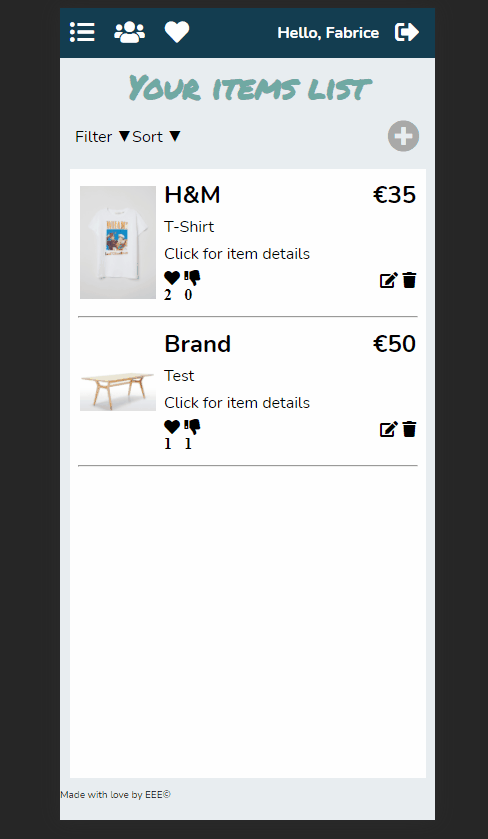 Hello, Fabrice
Your items list
Filter ▼ Sort ▼
H&M €35
T-Shirt
Click for item details
2 0
Brand €50
Test
Click for item details
1 1
Made with love by EEE©